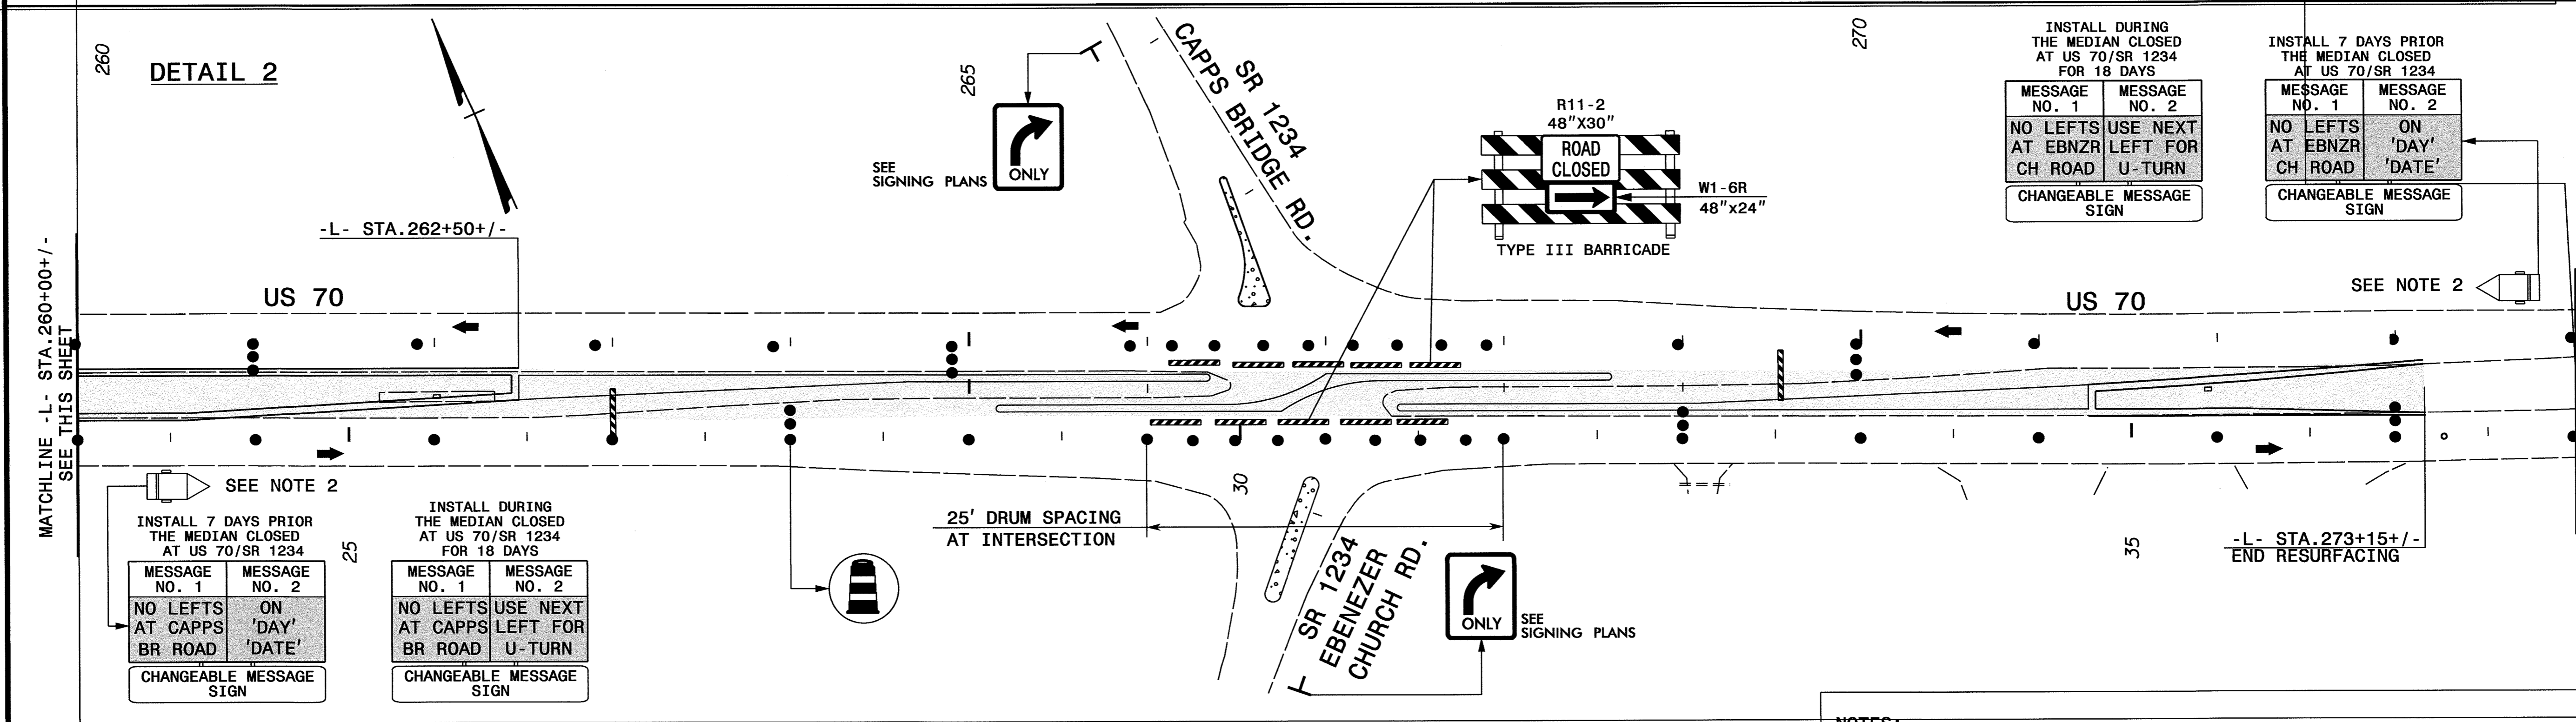 260
DETAIL 2
265
270
SEE
SIGNING PLANS
ONLY
SR 1234
CAPPS BRIDGE RD.
R11-2
48"X30"
ROAD
CLOSED
W1-6R
48"x24"
TYPE III BARRICADE
INSTALL DURING
THE MEDIAN CLOSED
AT US 70/SR 1234
FOR 18 DAYS
MESSAGE NO. 1
MESSAGE NO. 2
NO LEFTS
AT EBNZR
CH ROAD
USE NEXT
LEFT FOR
U-TURN
CHANGEABLE MESSAGE
SIGN
INSTALL 7 DAYS PRIOR
THE MEDIAN CLOSED
AT US 70/SR 1234
MESSAGE NO. 1
MESSAGE NO. 2
NO LEFTS
AT EBNZR
CH ROAD
ON
'DAY'
'DATE'
CHANGEABLE MESSAGE
SIGN
-L- STA.262+50+/-
US 70
US 70
SEE NOTE 2
MATCHLINE -L- STA.260+00+/-
SEE THIS SHEET
SEE NOTE 2
INSTALL 7 DAYS PRIOR
THE MEDIAN CLOSED
AT US 70/SR 1234
MESSAGE NO. 1
MESSAGE NO. 2
NO LEFTS
AT CAPPS
BR ROAD
ON
'DAY'
'DATE'
CHANGEABLE MESSAGE
SIGN
25
INSTALL DURING
THE MEDIAN CLOSED
AT US 70/SR 1234
FOR 18 DAYS
MESSAGE NO. 1
MESSAGE NO. 2
NO LEFTS
AT CAPPS
BR ROAD
USE NEXT
LEFT FOR
U-TURN
CHANGEABLE MESSAGE
SIGN
25' DRUM SPACING
AT INTERSECTION
30
SR 1234
EBENEZER
CHURCH RD.
ONLY
SEE
SIGNING PLANS
35
-L- STA.273+15+/-
END RESURFACING
NOTES: